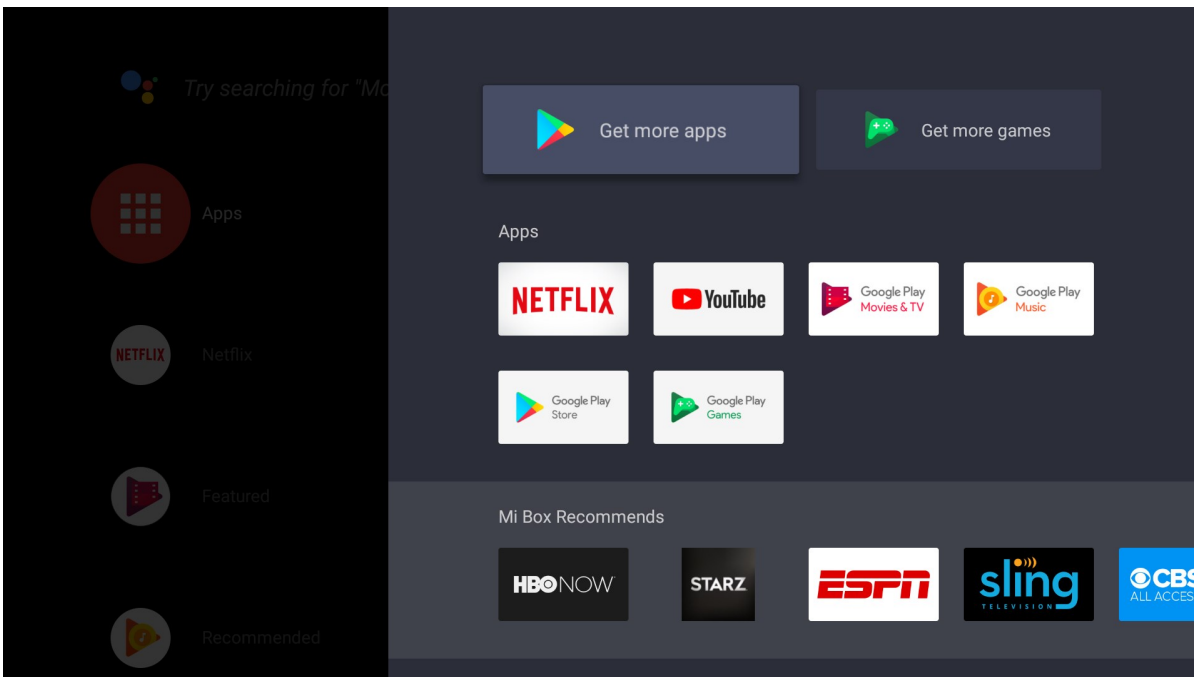 Try searching for "Mo
Apps
NETFLIX
Netflix
Featured
Recommended
Get more apps
Get more games
Apps
NETFLIX
YouTube
Google Play
Movies & TV
Google Play
Music
Google Play
Store
Google Play
Games
Mi Box Recommends
HBO NOW
STARZ
ESPN
sling
TELEVISION
CBS
ALL ACCES